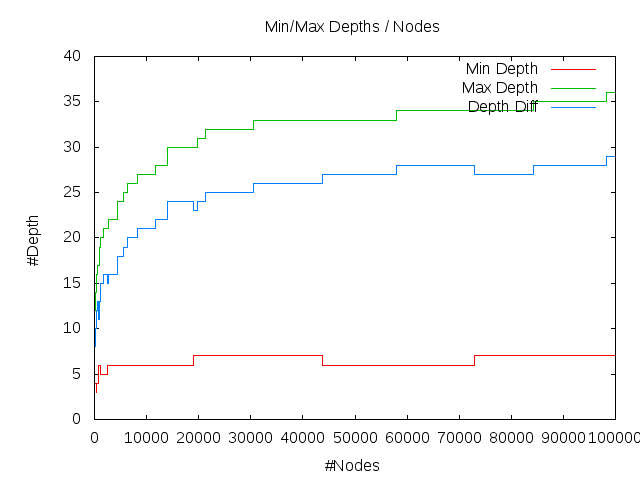 Min/Max Depths / Nodes
Min Depth
Max Depth
Depth Diff
40
35
30
25
20
15
10
5
0
#Depth
0 10000 20000 30000 40000 50000 60000 70000 80000 90000 100000
#Nodes